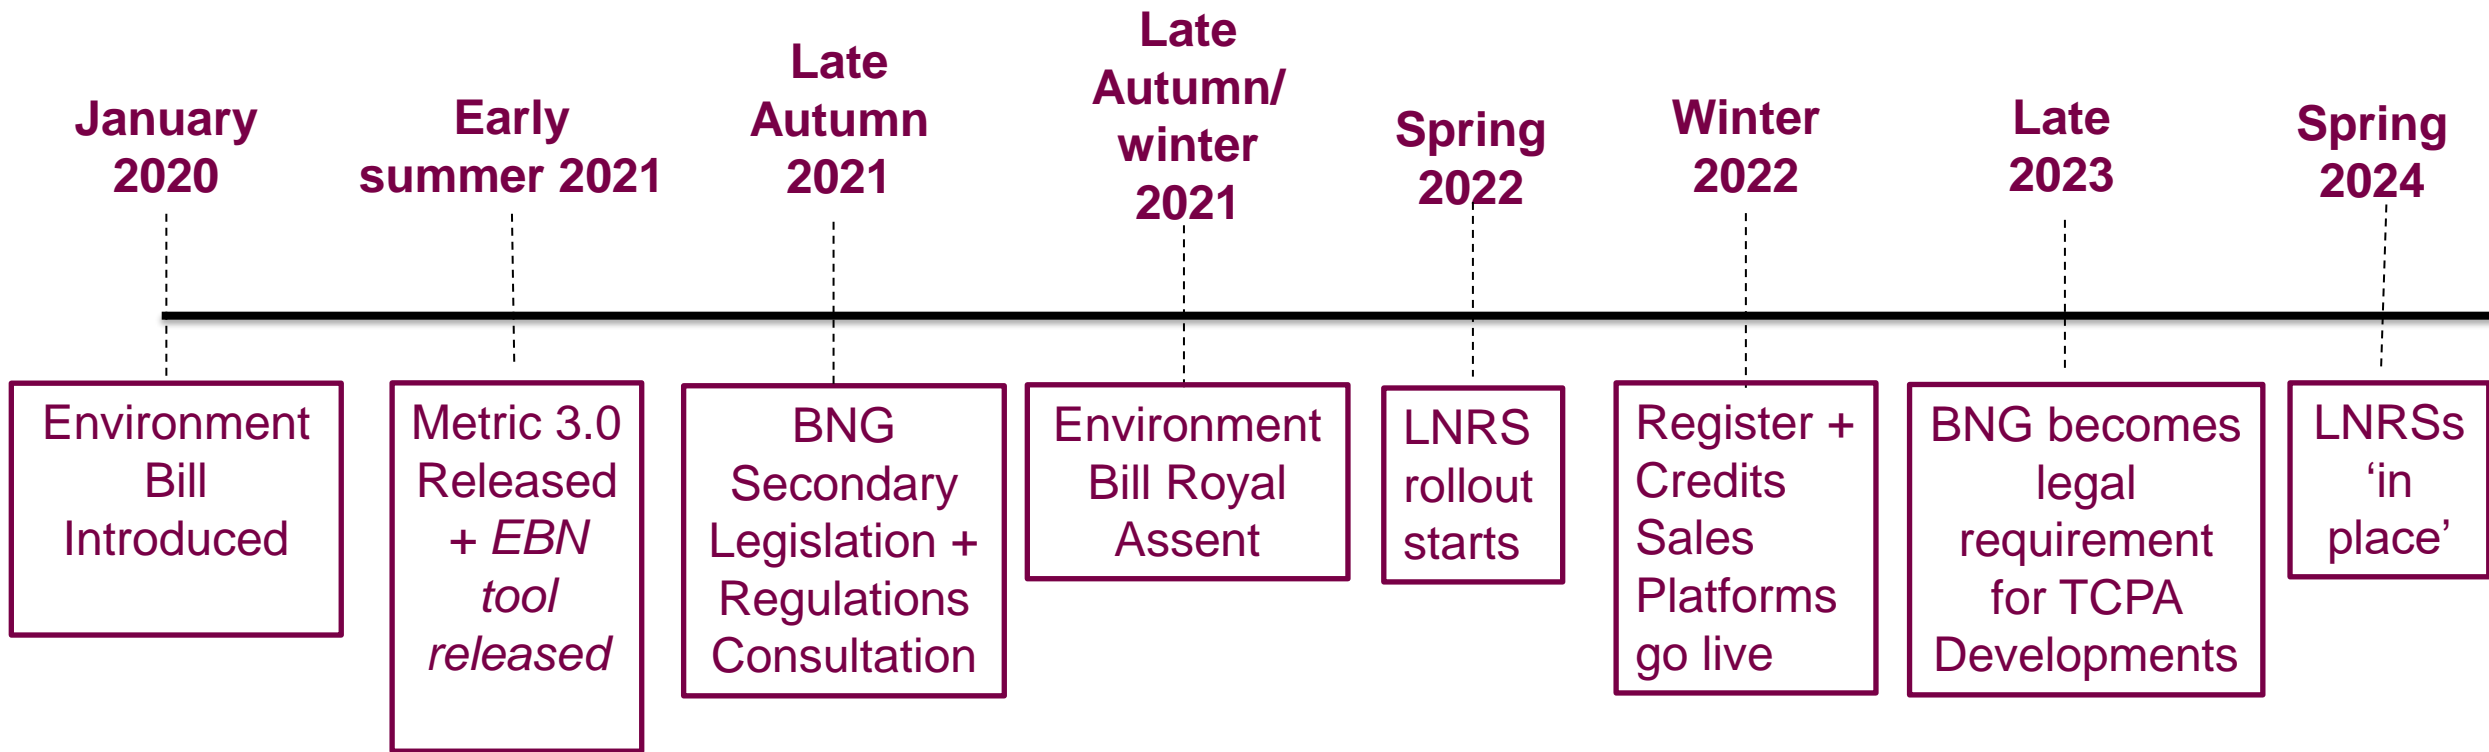 January
2020
Early
summer 2021
Late
Autumn
2021
Late
Autumn/
winter
2021
Spring
2022
Winter
2022
Late
2023
Spring
2024
Environment
Bill
Introduced
Metric 3.0
Released
+ EBN
tool
released
BNG
Secondary
Legislation +
Regulations
Consultation
Environment
Bill Royal
Assent
LNRS
rollout
starts
Register +
Credits
Sales
Platforms
go live
BNG becomes
legal
requirement
for TCPA
Developments
LNRSs
‘in
place’